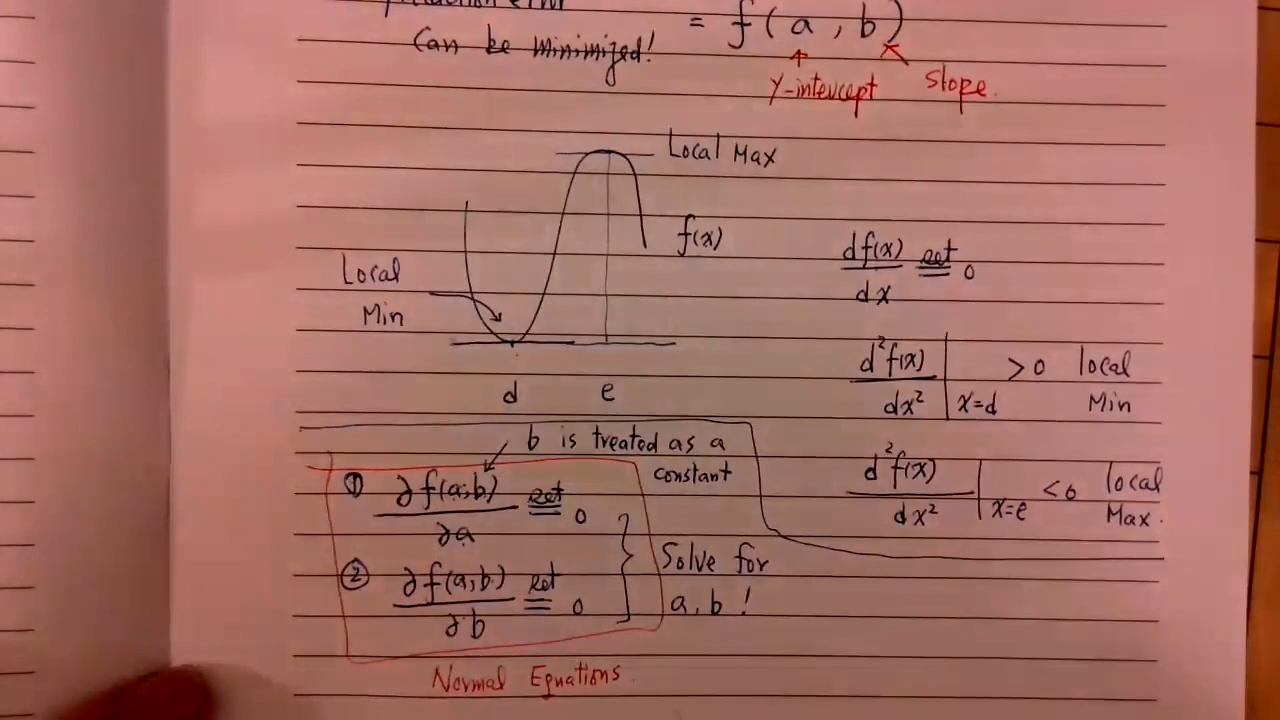 error
= f(a, b)
Can be minimized!
Y-intercept
slope.
Local Max
f(x)
Local
Min
d e
df(x)/dx set= 0
d²f(x)/dx² |x=d >0 local
Min
d²f(x)/dx² |x=e <0 local
Max.
b is treated as a
constant
① ∂f(a,b)/∂a set= 0
② ∂f(a,b)/∂b set= 0
Solve for
a, b!
Normal Equations